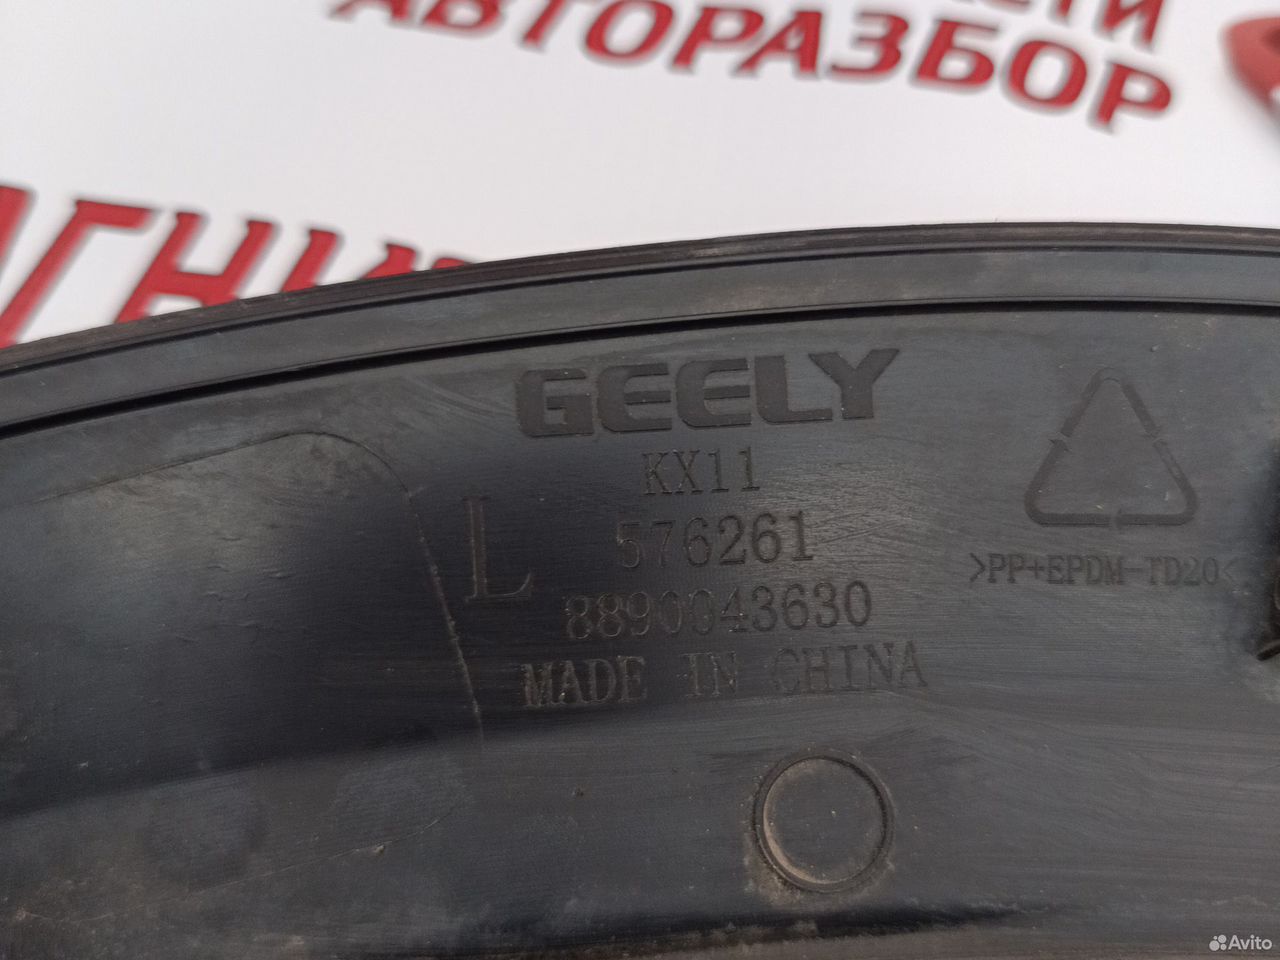 АВТОРАЗБОР
GEELY
KX11
L
576261
8890043630
MADE IN CHINA
>PP+EPDM-TD20<
Avito